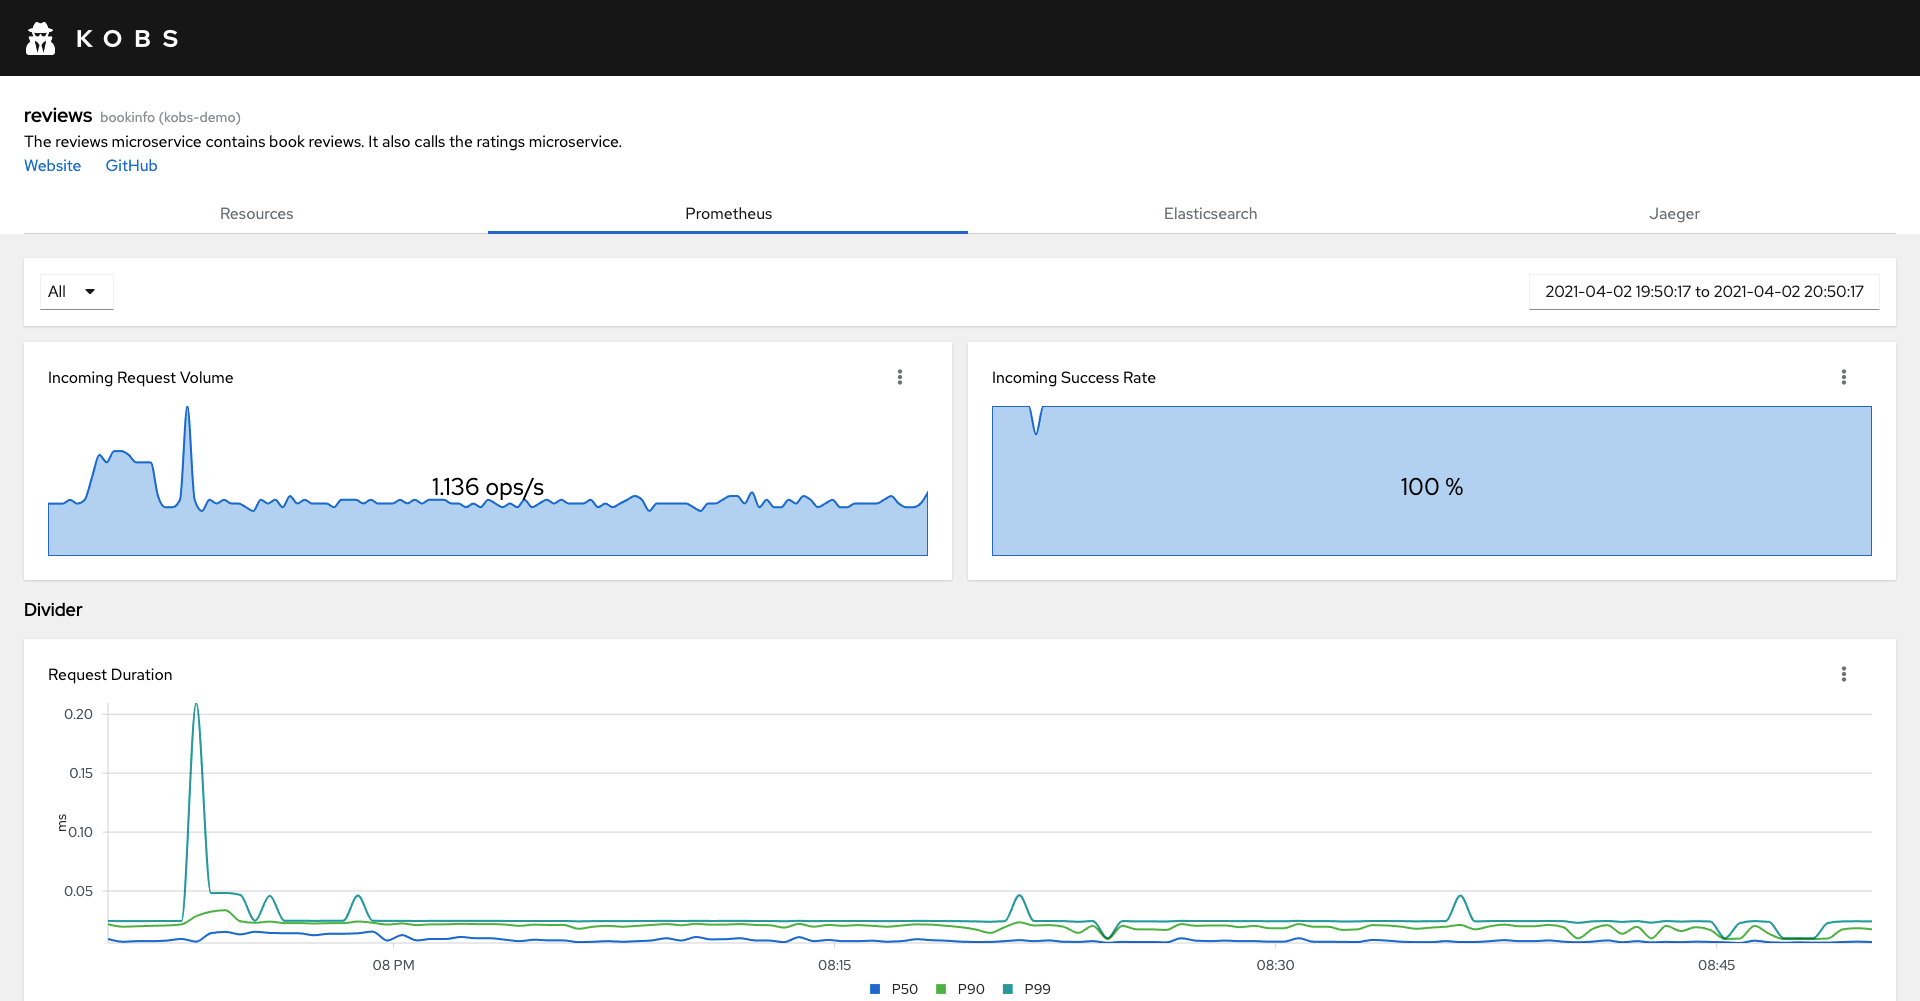 KOBS
reviews bookinfo (kobs-demo)
The reviews microservice contains book reviews. It also calls the ratings microservice.
Website GitHub
Resources Prometheus Elasticsearch Jaeger
All 2021-04-02 19:50:17 to 2021-04-02 20:50:17
Incoming Request Volume
1.136 ops/s
Incoming Success Rate
100 %
Divider
Request Duration
0.20
0.15
ms
0.10
0.05
08 PM 08:15 08:30 08:45
P50 P90 P99